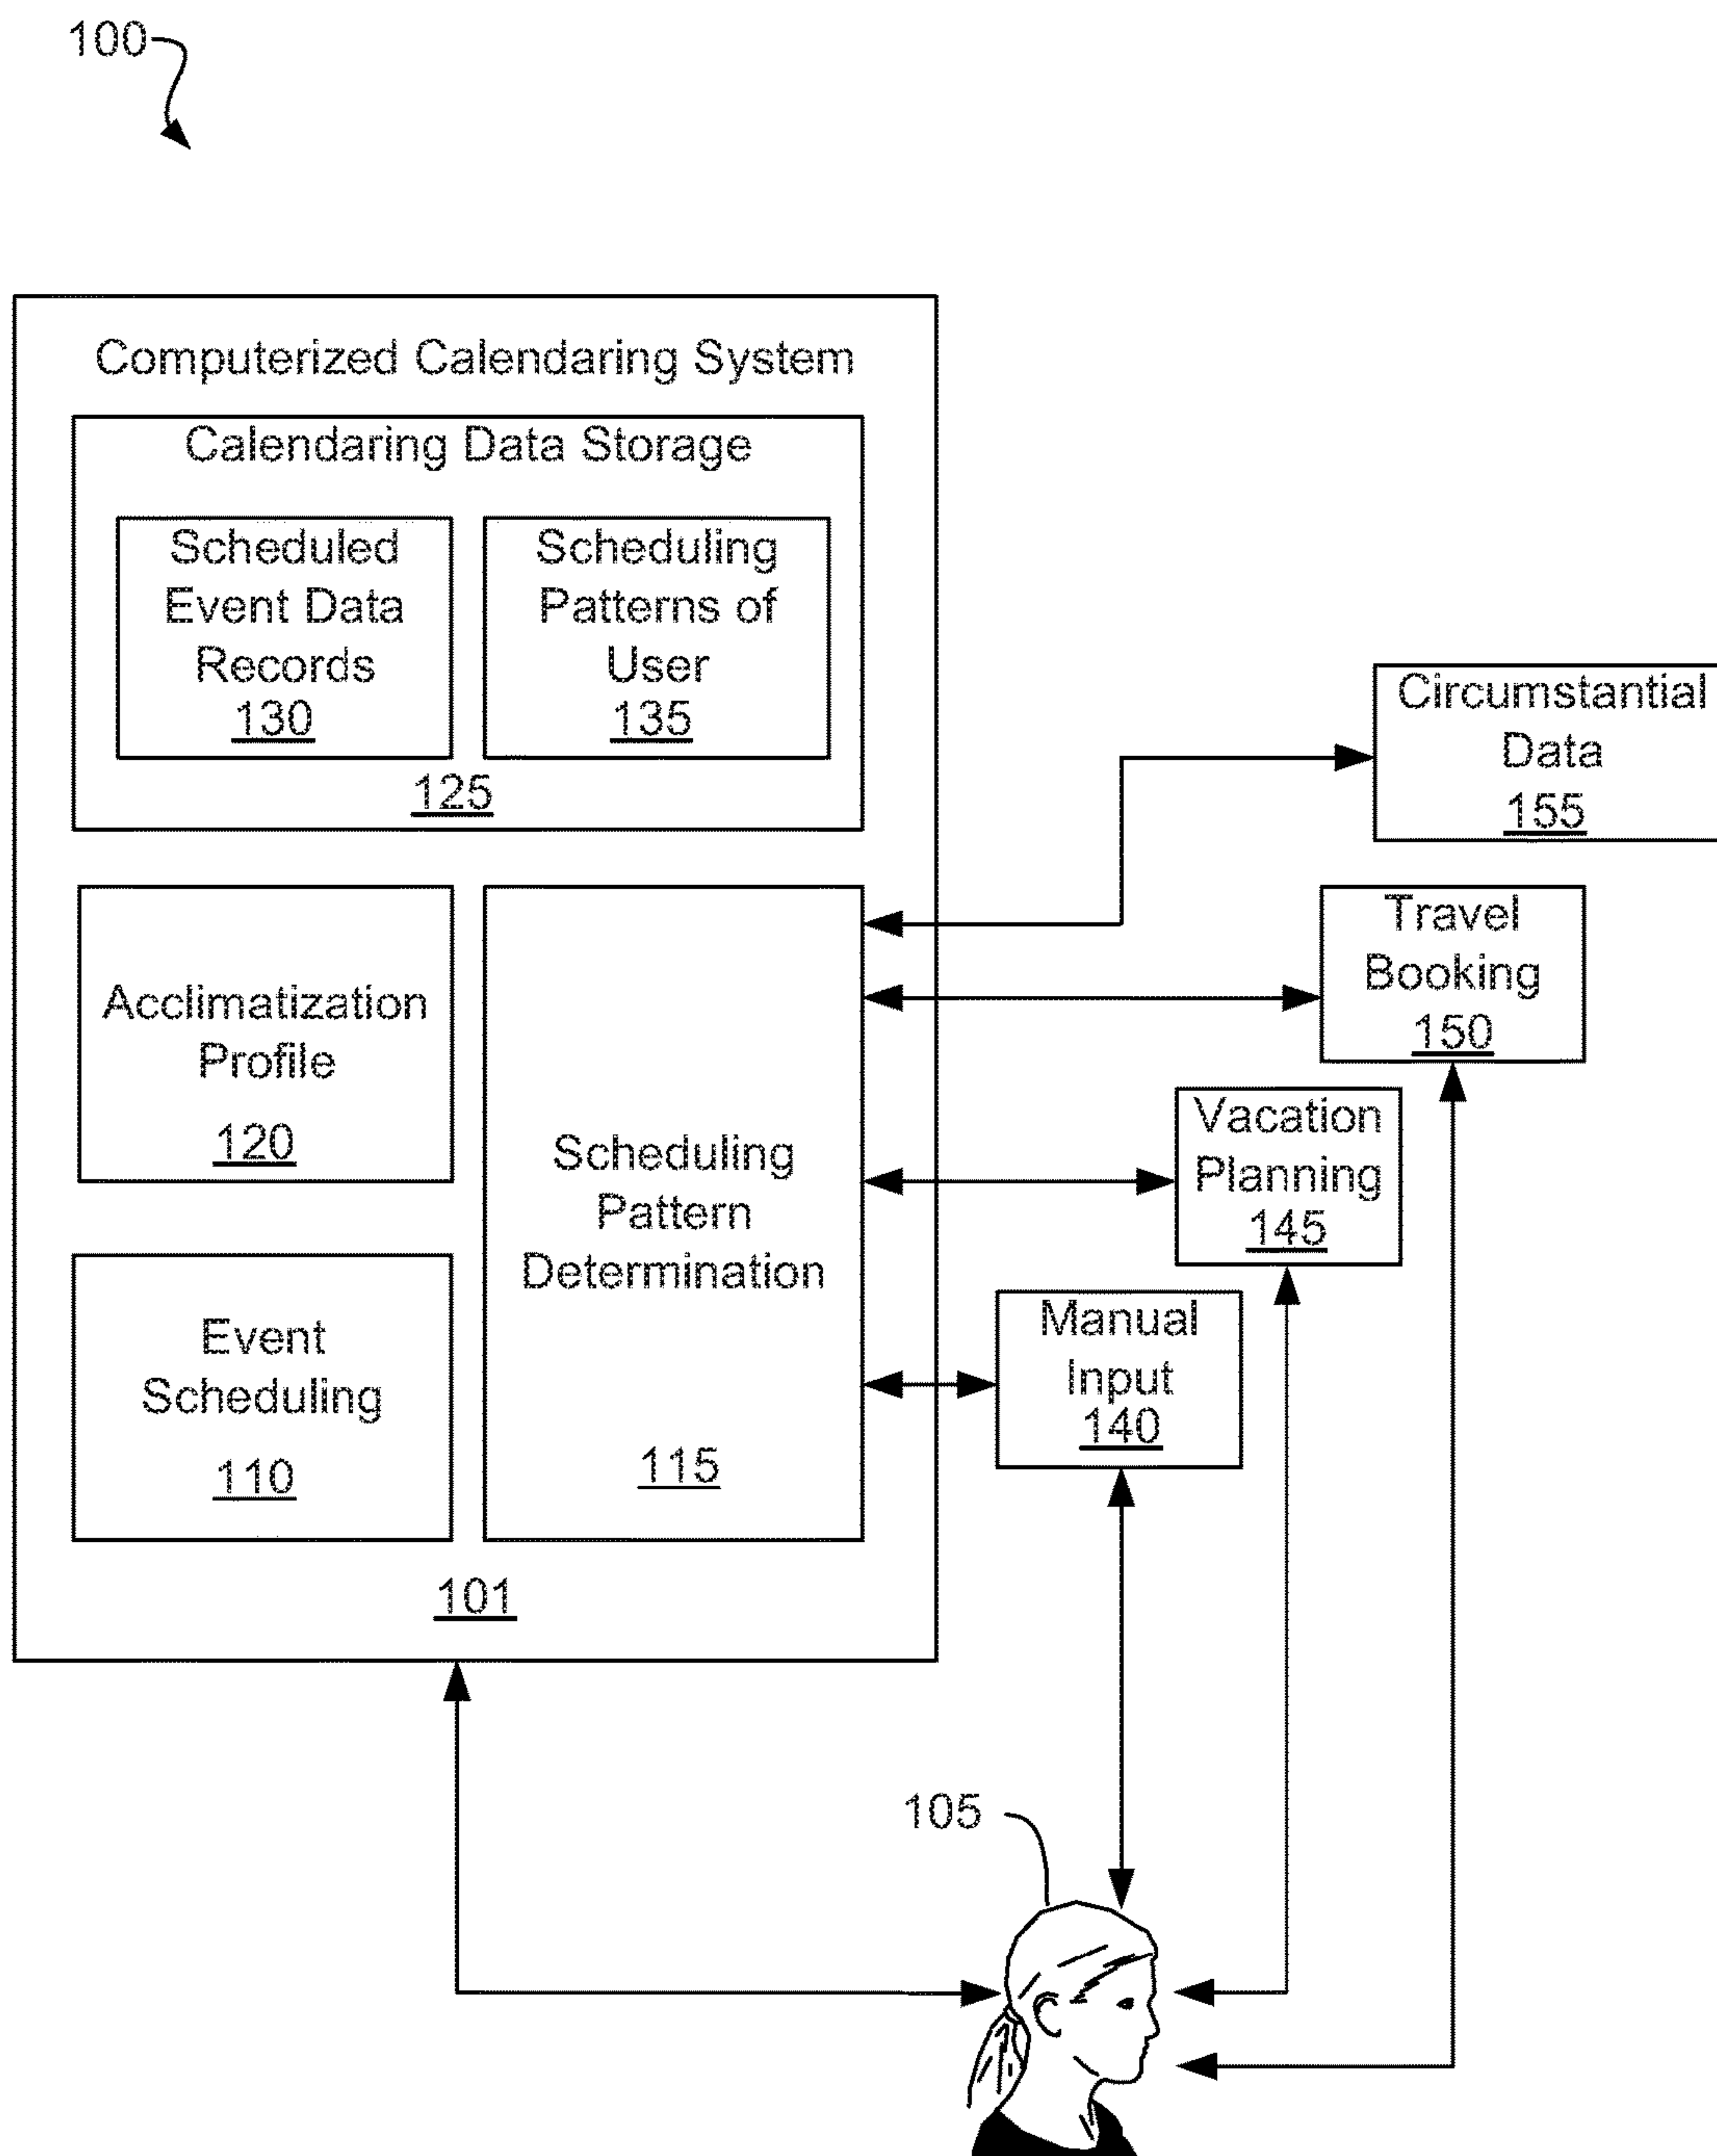 100
Computerized Calendaring System
Calendaring Data Storage
Scheduled
Event Data
Records
130
Scheduling
Patterns of
User
135
125
Acclimatization
Profile
120
Scheduling
Pattern
Determination
115
Event
Scheduling
110
101
Circumstantial
Data
155
Travel
Booking
150
Vacation
Planning
145
Manual
Input
140
105